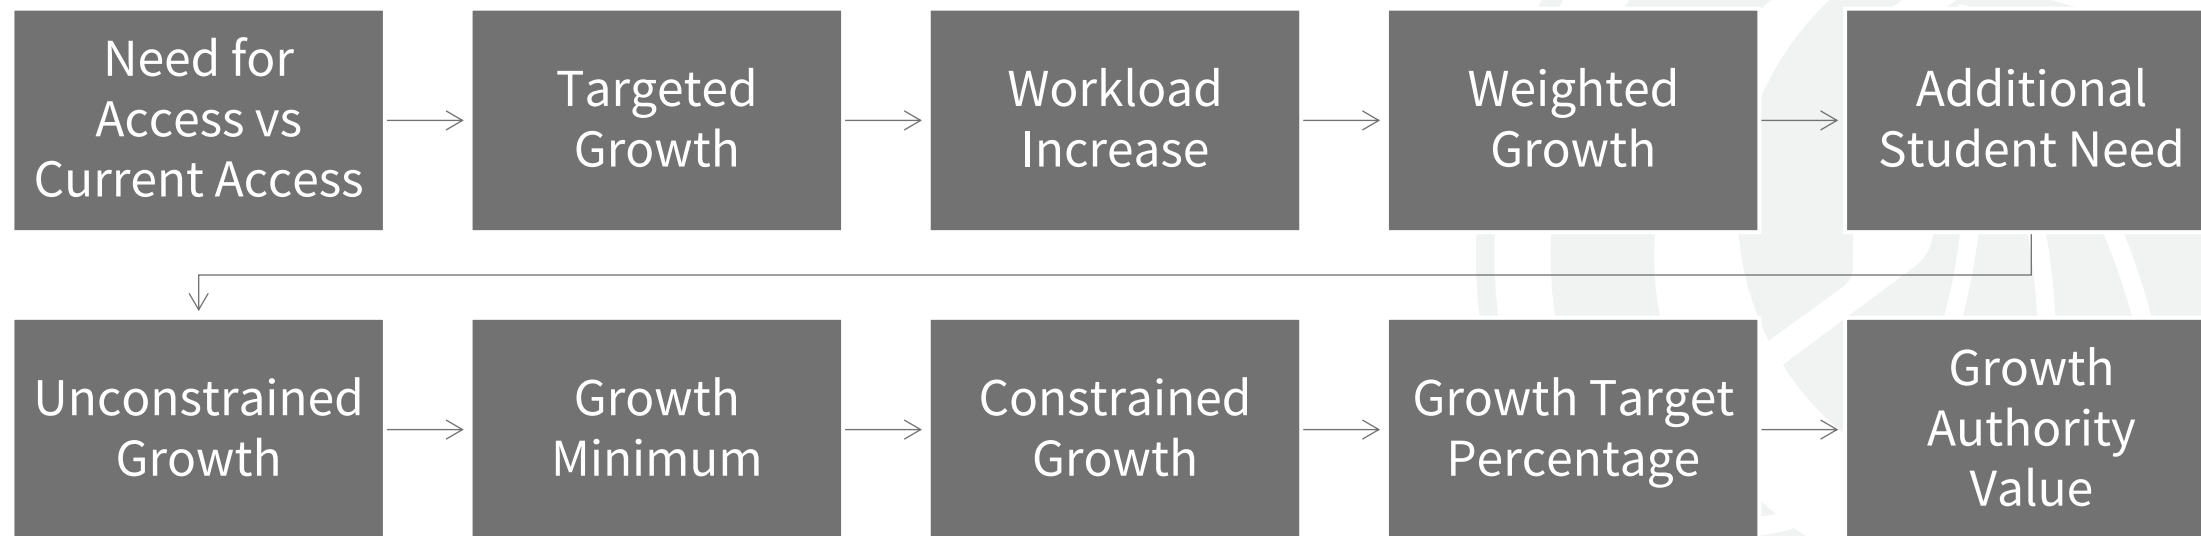 Need for
Access vs
Current Access
Targeted
Growth
Workload
Increase
Weighted
Growth
Additional
Student Need
Unconstrained
Growth
Growth
Minimum
Constrained
Growth
Growth Target
Percentage
Growth
Authority
Value